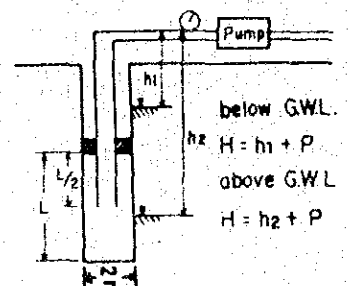 Pump
h1
below G.W.L.
h2
H = h1 + P
L/2
above G.W.L
L
H = h2 + P
2r